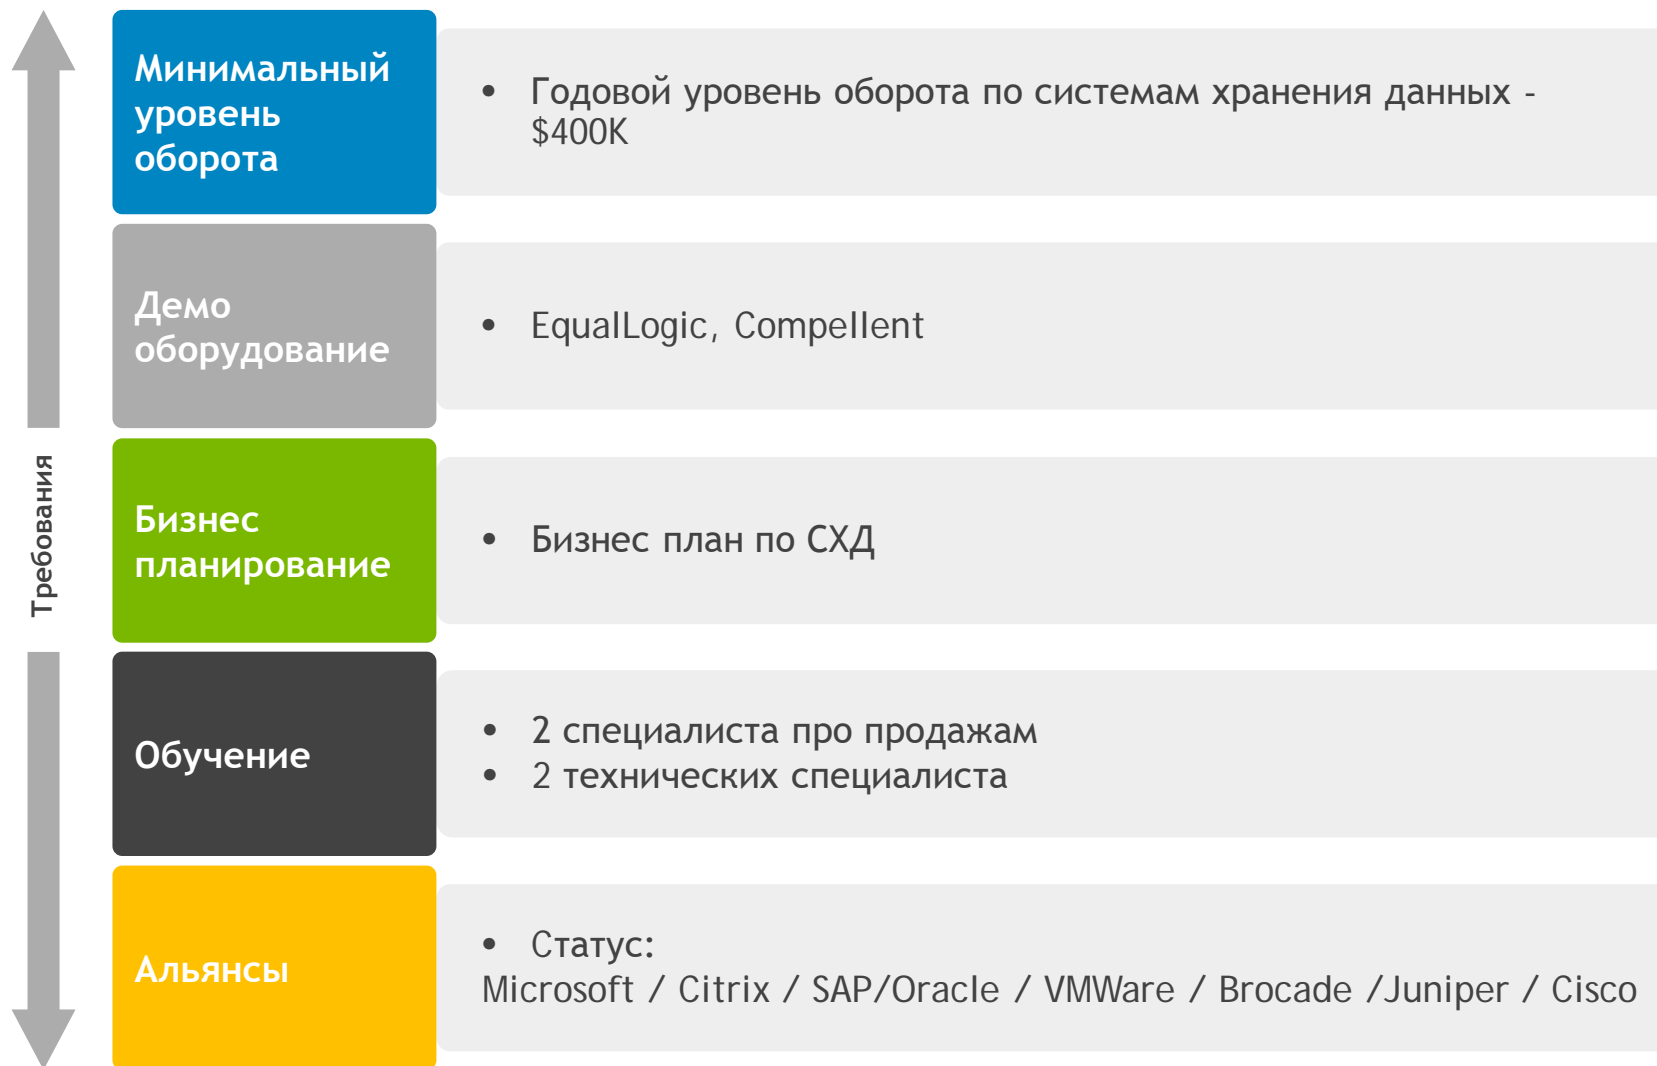 Требования
Минимальный
уровень
оборота
• Годовой уровень оборота по системам хранения данных -
$400K
Демо
оборудование
• EqualLogic, Compellent
Бизнес
планирование
• Бизнес план по СХД
Обучение
• 2 специалиста про продажам
• 2 технических специалиста
Альянсы
• Статус:
Microsoft / Citrix / SAP/Oracle / VMWare / Brocade /Juniper / Cisco